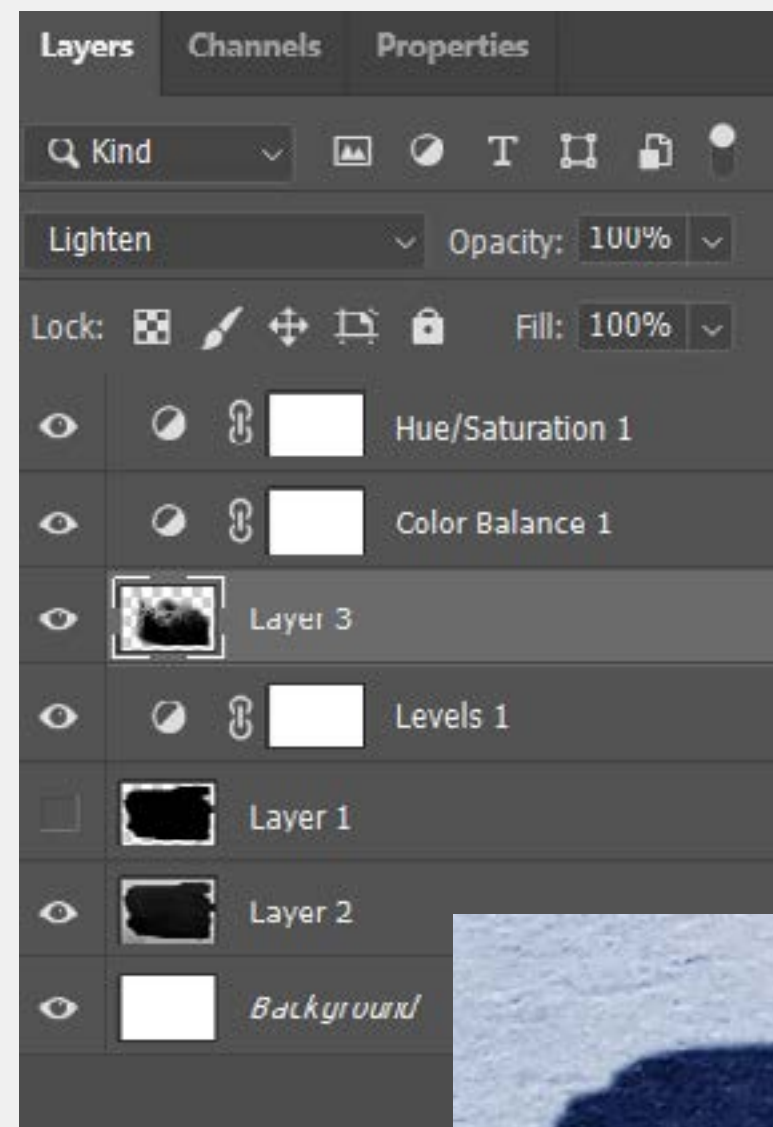 Layers Channels Properties
Kind
Lighten Opacity: 100%
Lock: Fill: 100%
Hue/Saturation 1
Color Balance 1
Layer 3
Levels 1
Layer 1
Layer 2
Background